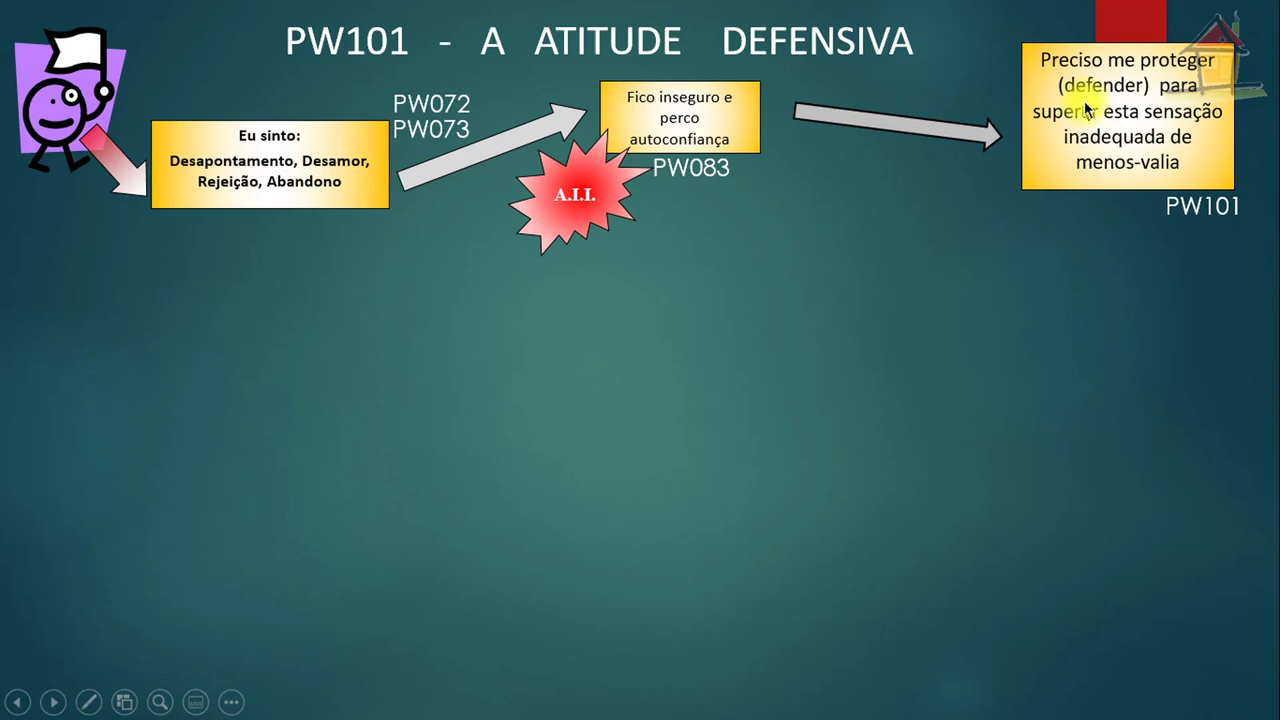 PW101 - A ATITUDE DEFENSIVA
Eu sinto:
Desapontamento, Desamor,
Rejeição, Abandono
PW072
PW073
Fico inseguro e
perco
autoconfiança
PW083
A.I.I.
Preciso me proteger
(defender) para
superar esta sensação
inadequada de
menos-valia
PW101